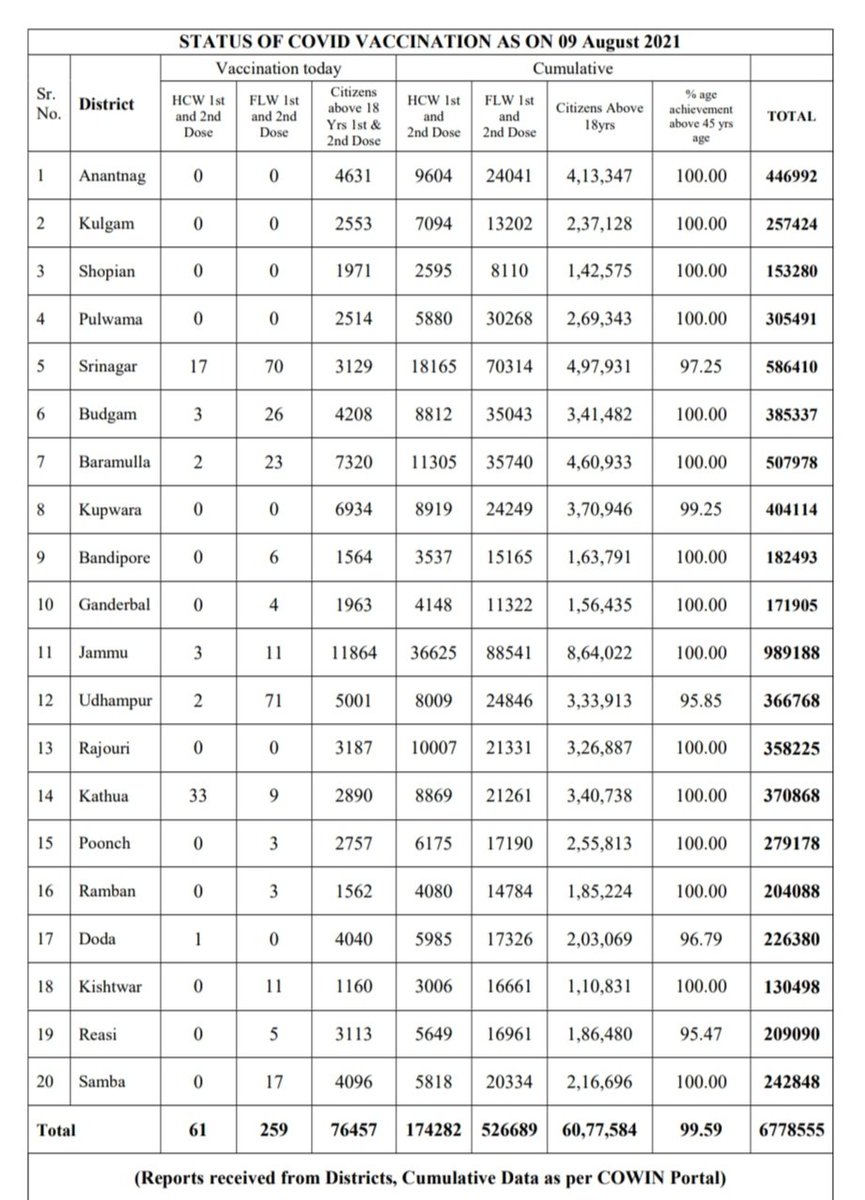 STATUS OF COVID VACCINATION AS ON 09 August 2021
Sr. No. District Vaccination today Cumulative
HCW 1st and 2nd Dose FLW 1st and 2nd Dose Citizens above 18 Yrs 1st & 2nd Dose HCW 1st and 2nd Dose FLW 1st and 2nd Dose Citizens Above 18yrs % age achievement above 45 yrs age TOTAL
1 Anantnag 0 0 4631 9604 24041 4,13,347 100.00 446992
2 Kulgam 0 0 2553 7094 13202 2,37,128 100.00 257424
3 Shopian 0 0 1971 2595 8110 1,42,575 100.00 153280
4 Pulwama 0 0 2514 5880 30268 2,69,343 100.00 305491
5 Srinagar 17 70 3129 18165 70314 4,97,931 97.25 586410
6 Budgam 3 26 4208 8812 35043 3,41,482 100.00 385337
7 Baramulla 2 23 7320 11305 35740 4,60,933 100.00 507978
8 Kupwara 0 0 6934 8919 24249 3,70,946 99.25 404114
9 Bandipore 0 6 1564 3537 15165 1,63,791 100.00 182493
10 Ganderbal 0 4 1963 4148 11322 1,56,435 100.00 171905
11 Jammu 3 11 11864 36625 88541 8,64,022 100.00 989188
12 Udhampur 2 71 5001 8009 24846 3,33,913 95.85 366768
13 Rajouri 0 0 3187 10007 21331 3,26,887 100.00 358225
14 Kathua 33 9 2890 8869 21261 3,40,738 100.00 370868
15 Poonch 0 3 2757 6175 17190 2,55,813 100.00 279178
16 Ramban 0 3 1562 4080 14784 1,85,224 100.00 204088
17 Doda 1 0 4040 5985 17326 2,03,069 96.79 226380
18 Kishtwar 0 11 1160 3006 16661 1,10,831 100.00 130498
19 Reasi 0 5 3113 5649 16961 1,86,480 95.47 209090
20 Samba 0 17 4096 5818 20334 2,16,696 100.00 242848
Total 61 259 76457 174282 526689 60,77,584 99.59 6778555
(Reports received from Districts, Cumulative Data as per COWIN Portal)